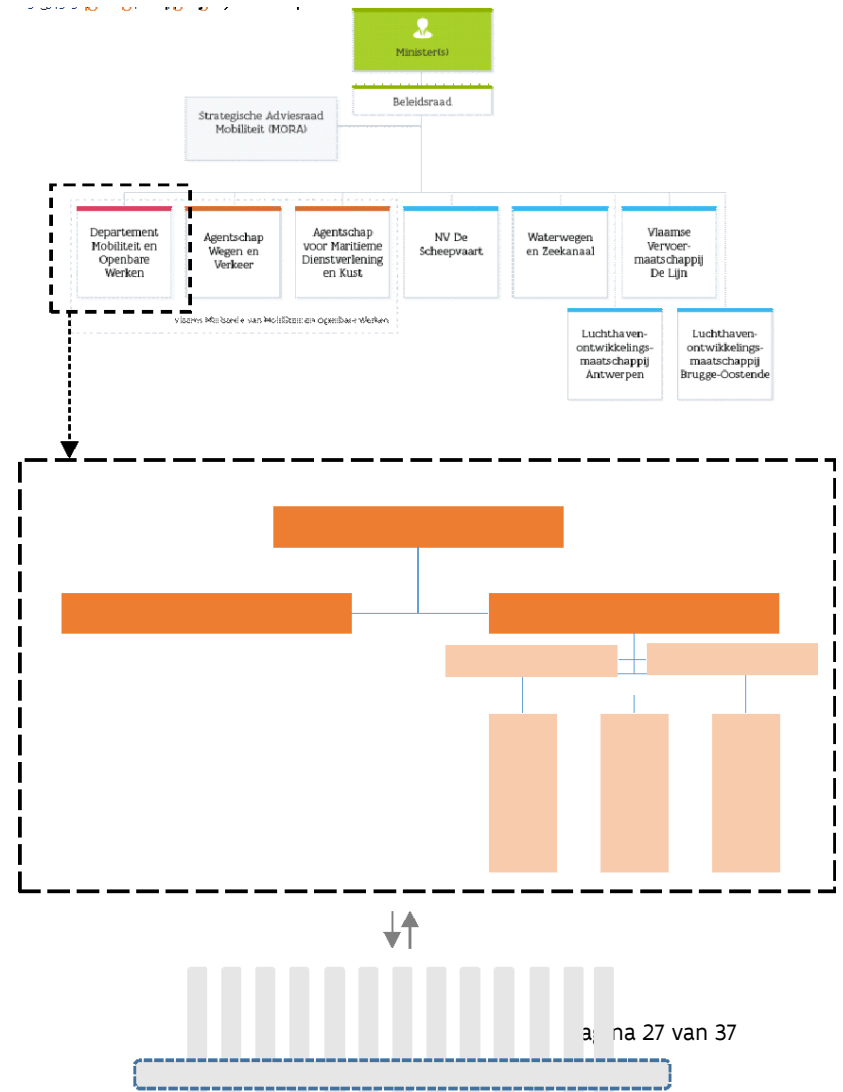 Minister(s)
Beleidsraad
Strategische Adviesraad
Mobiliteit (MORA)
Departement
Mobiliteit en
Openbare
Werken
Agentschap
Wegen en
Verkeer
Agentschap
voor Maritieme
Dienstverlening
en Kust
NV De
Scheepvaart
Waterwegen
en Zeekanaal
Vlaamse
Vervoer-
maatschappij
De Lijn
Vlaams Ministerie van Mobiliteit en Openbare Werken
Luchthaven-
ontwikkelings-
maatschappij
Antwerpen
Luchthaven-
ontwikkelings-
maatschappij
Brugge-Oostende
na 27 van 37